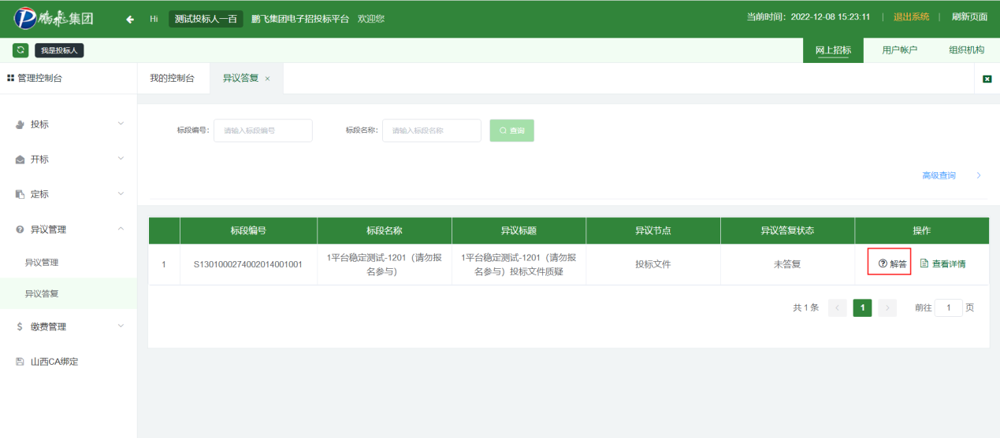 鹏飞集团
Hi 测试投标人一百 鹏飞集团电子招投标平台 欢迎您
当前时间：2022-12-08 15:23:11 | 退出系统 | 刷新页面
我是投标人
网上招标 用户帐户 组织机构
管理控制台
我的控制台 异议答复 ×
投标
开标
定标
异议管理
异议管理
异议答复
缴费管理
山西CA绑定
标段编号： 请输入标段编号 标段名称： 请输入标段名称 查询
高级查询
标段编号 标段名称 异议标题 异议节点 异议答复状态 操作
1 S1301000274002014001001 1平台稳定测试-1201（请勿报 1平台稳定测试-1201（请勿报 投标文件 未答复 解答 查看详情
名参与） 名参与）投标文件质疑
共 1 条 < 1 > 前往 1 页